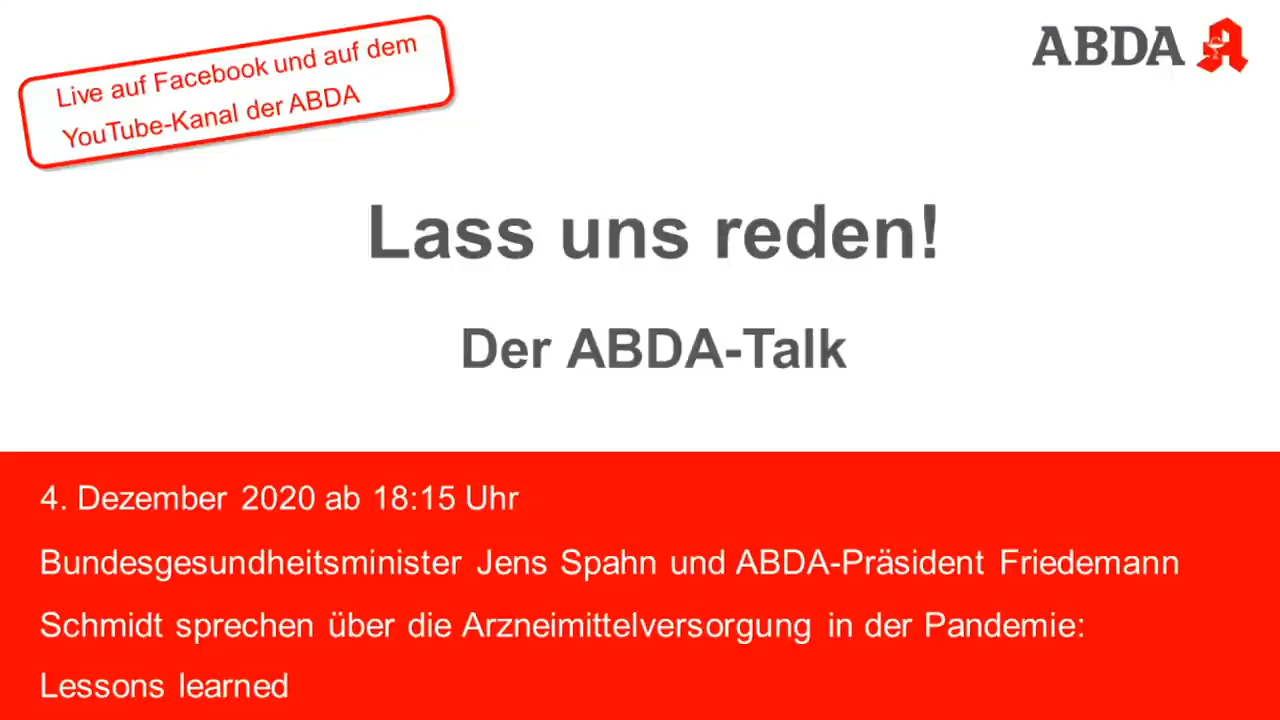 Live auf Facebook und auf dem
YouTube-Kanal der ABDA
ABDA
Lass uns reden!
Der ABDA-Talk
4. Dezember 2020 ab 18:15 Uhr
Bundesgesundheitsminister Jens Spahn und ABDA-Präsident Friedemann
Schmidt sprechen über die Arzneimittelversorgung in der Pandemie:
Lessons learned